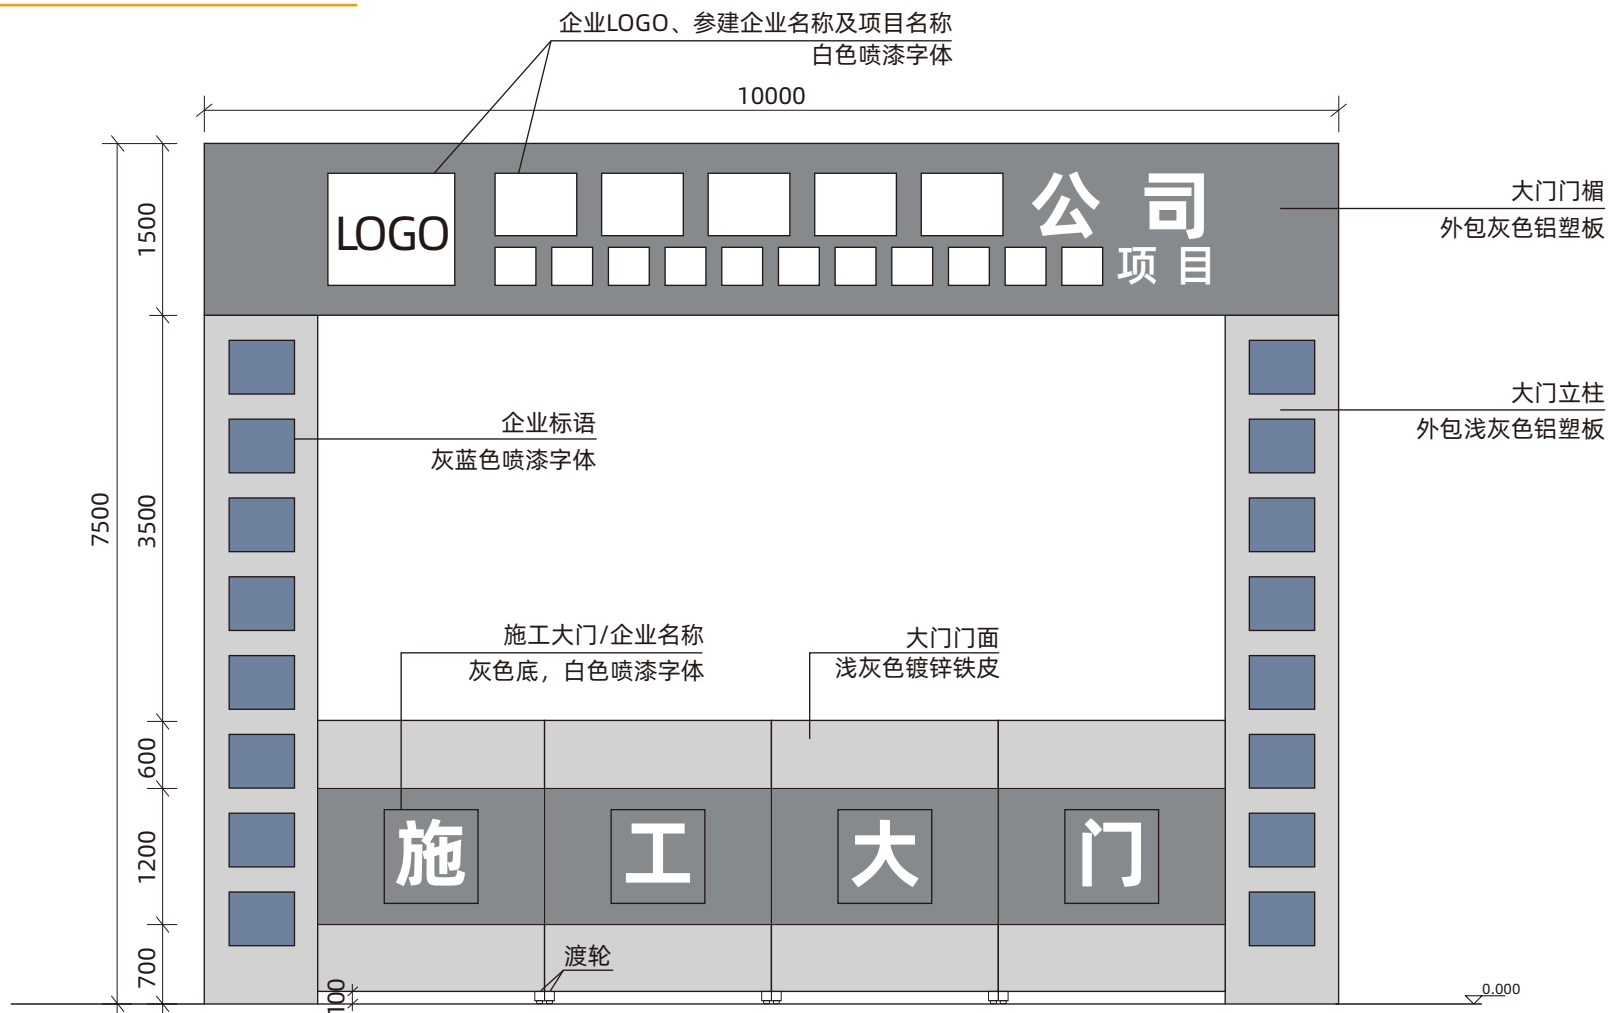 企业LOGO、参建企业名称及项目名称
白色喷漆字体
10000
公 司
LOGO
项 目
大门门楣
外包灰色铝塑板
1500
大门立柱
外包浅灰色铝塑板
企业标语
灰蓝色喷漆字体
7500
3500
施工大门/企业名称
灰色底，白色喷漆字体
大门门面
浅灰色镀锌铁皮
600
1200
施 工 大 门
700
渡轮
100
0.000